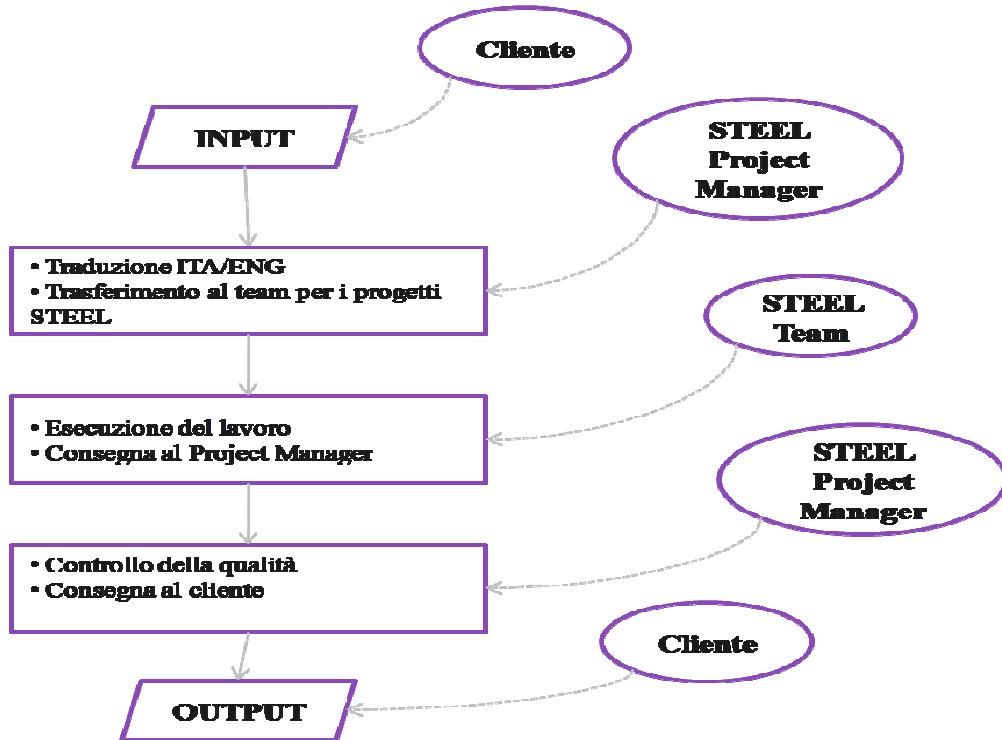 Cliente
INPUT
STEEL
Project
Manager
• Traduzione ITA/ENG
• Trasferimento al team per i progetti
STEEL
STEEL
Team
• Esecuzione del lavoro
• Consegna al Project Manager
STEEL
Project
Manager
• Controllo della qualità
• Consegna al cliente
Cliente
OUTPUT